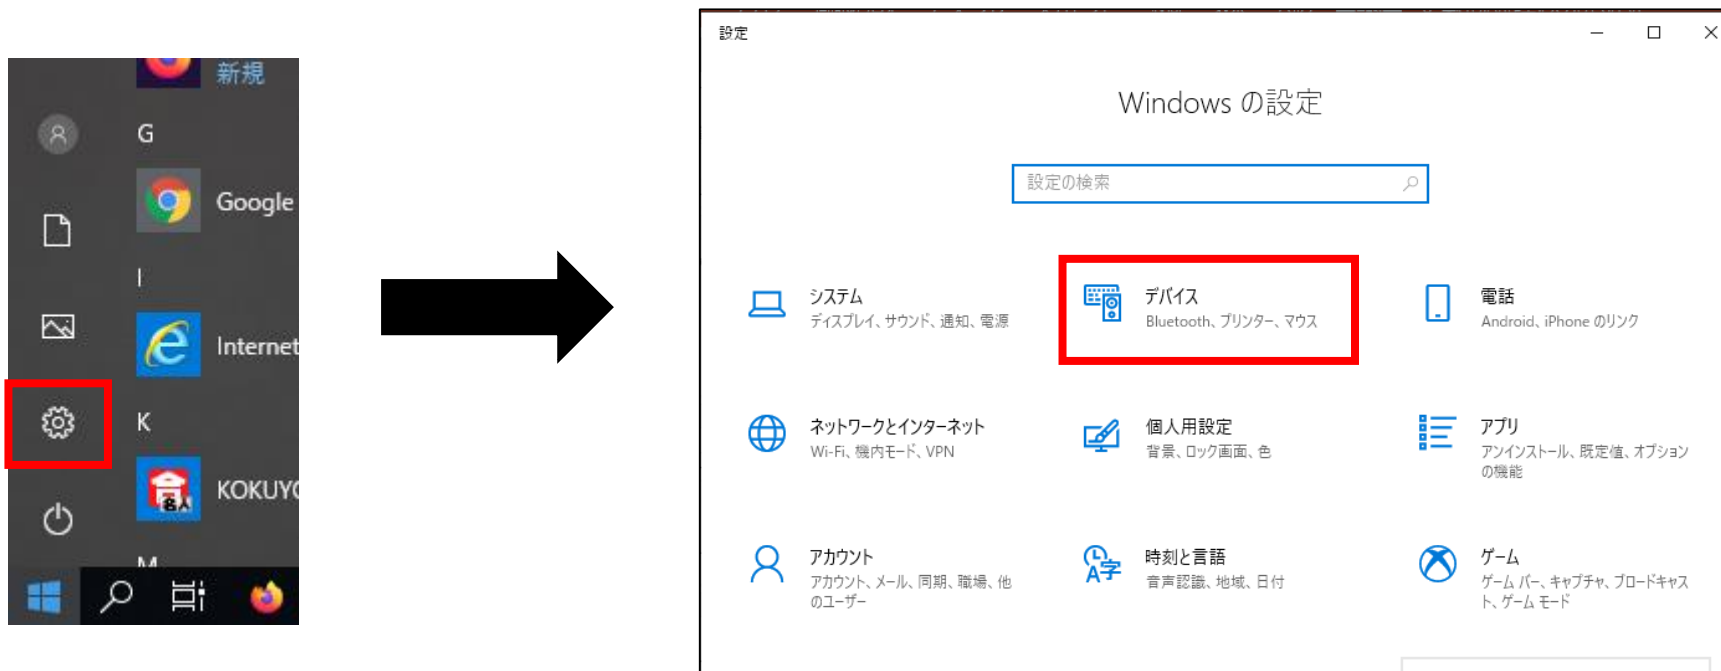 新規
G
Google
I
Internet
K
KOKUYO
設定
Windows の設定
設定の検索
システム
ディスプレイ、サウンド、通知、電源
デバイス
Bluetooth、プリンター、マウス
電話
Android、iPhone のリンク
ネットワークとインターネット
Wi-Fi、機内モード、VPN
個人用設定
背景、ロック画面、色
アプリ
アンインストール、既定値、オプション
の機能
アカウント
アカウント、メール、同期、職場、他
のユーザー
時刻と言語
音声認識、地域、日付
ゲーム
ゲーム バー、キャプチャ、ブロードキャス
ト、ゲーム モード